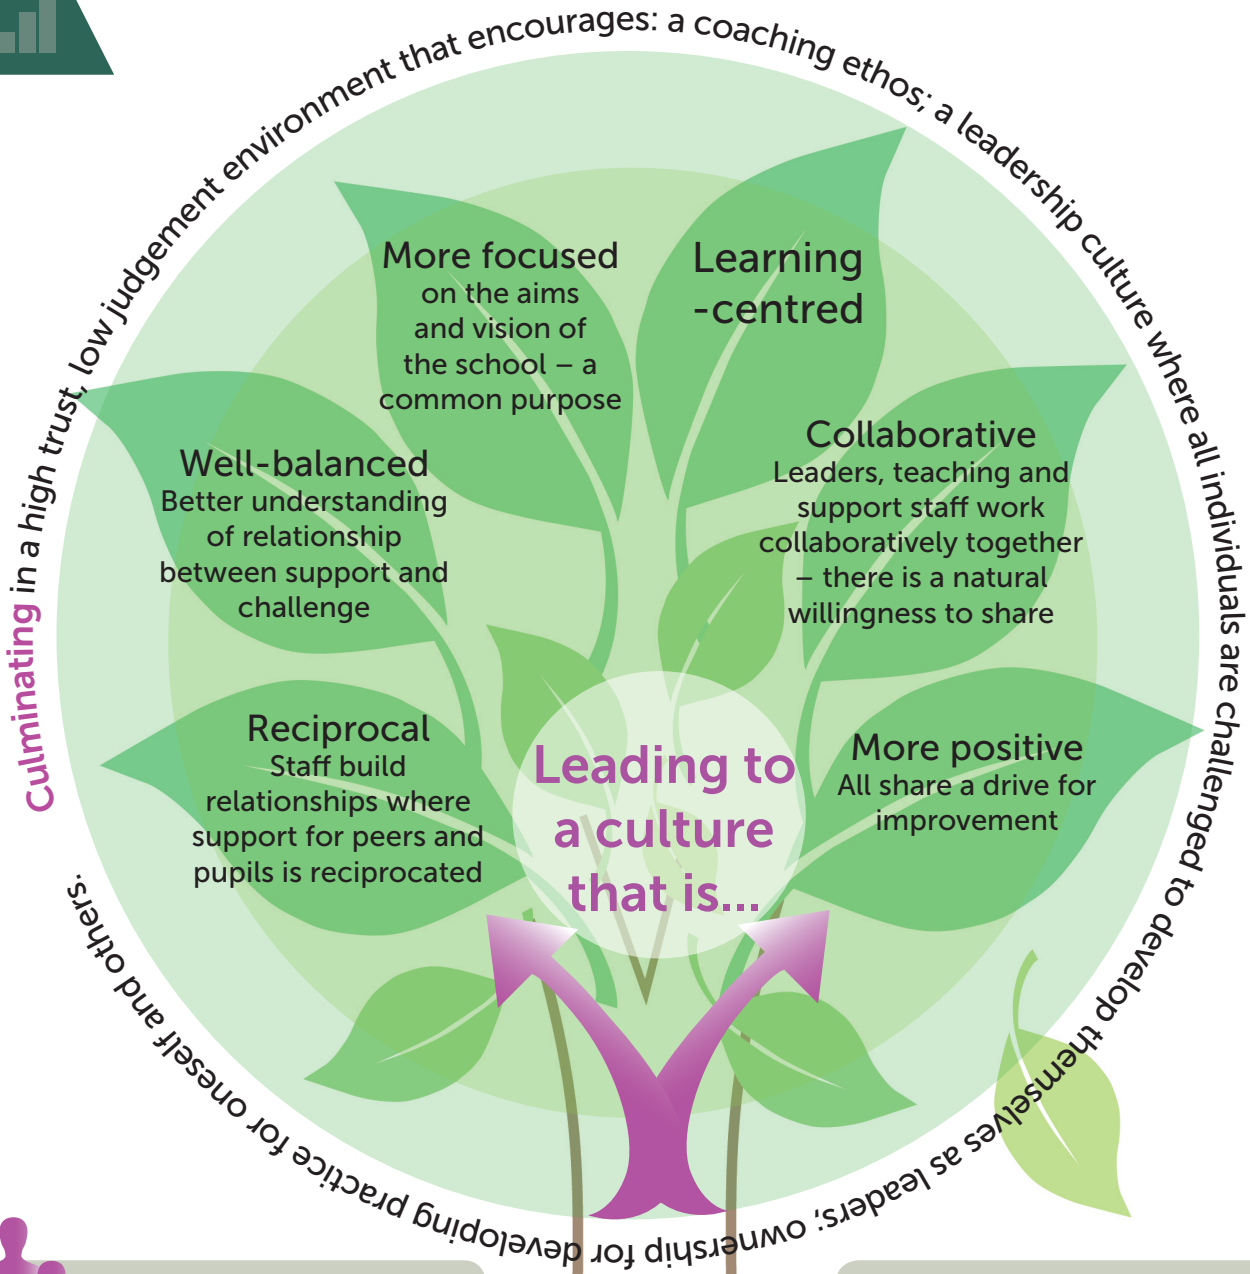 Culminating in a high trust, low judgement environment that encourages: a coaching ethos; a leadership culture where all individuals are challenged to develop themselves as leaders; ownership for developing practice for oneself and others.
More focused
on the aims
and vision of
the school – a
common purpose
Learning
-centred
Well-balanced
Better understanding
of relationship
between support and
challenge
Collaborative
Leaders, teaching and
support staff work
collaboratively together
– there is a natural
willingness to share
Reciprocal
Staff build
relationships where
support for peers and
pupils is reciprocated
Leading to
a culture
that is...
More positive
All share a drive for
improvement